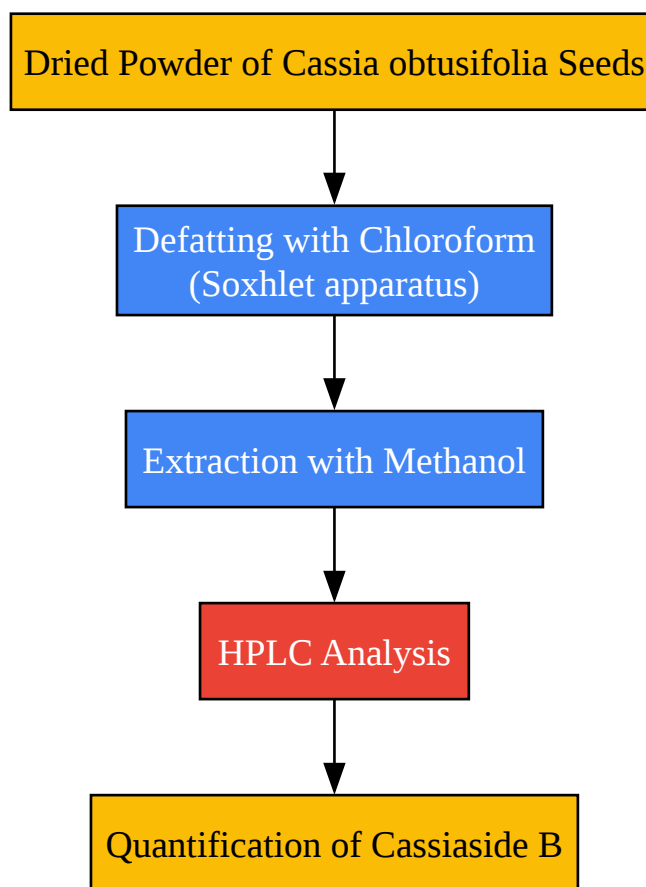 Dried Powder of Cassia obtusifolia Seeds
Defatting with Chloroform
(Soxhlet apparatus)
Extraction with Methanol
HPLC Analysis
Quantification of Cassiaside B